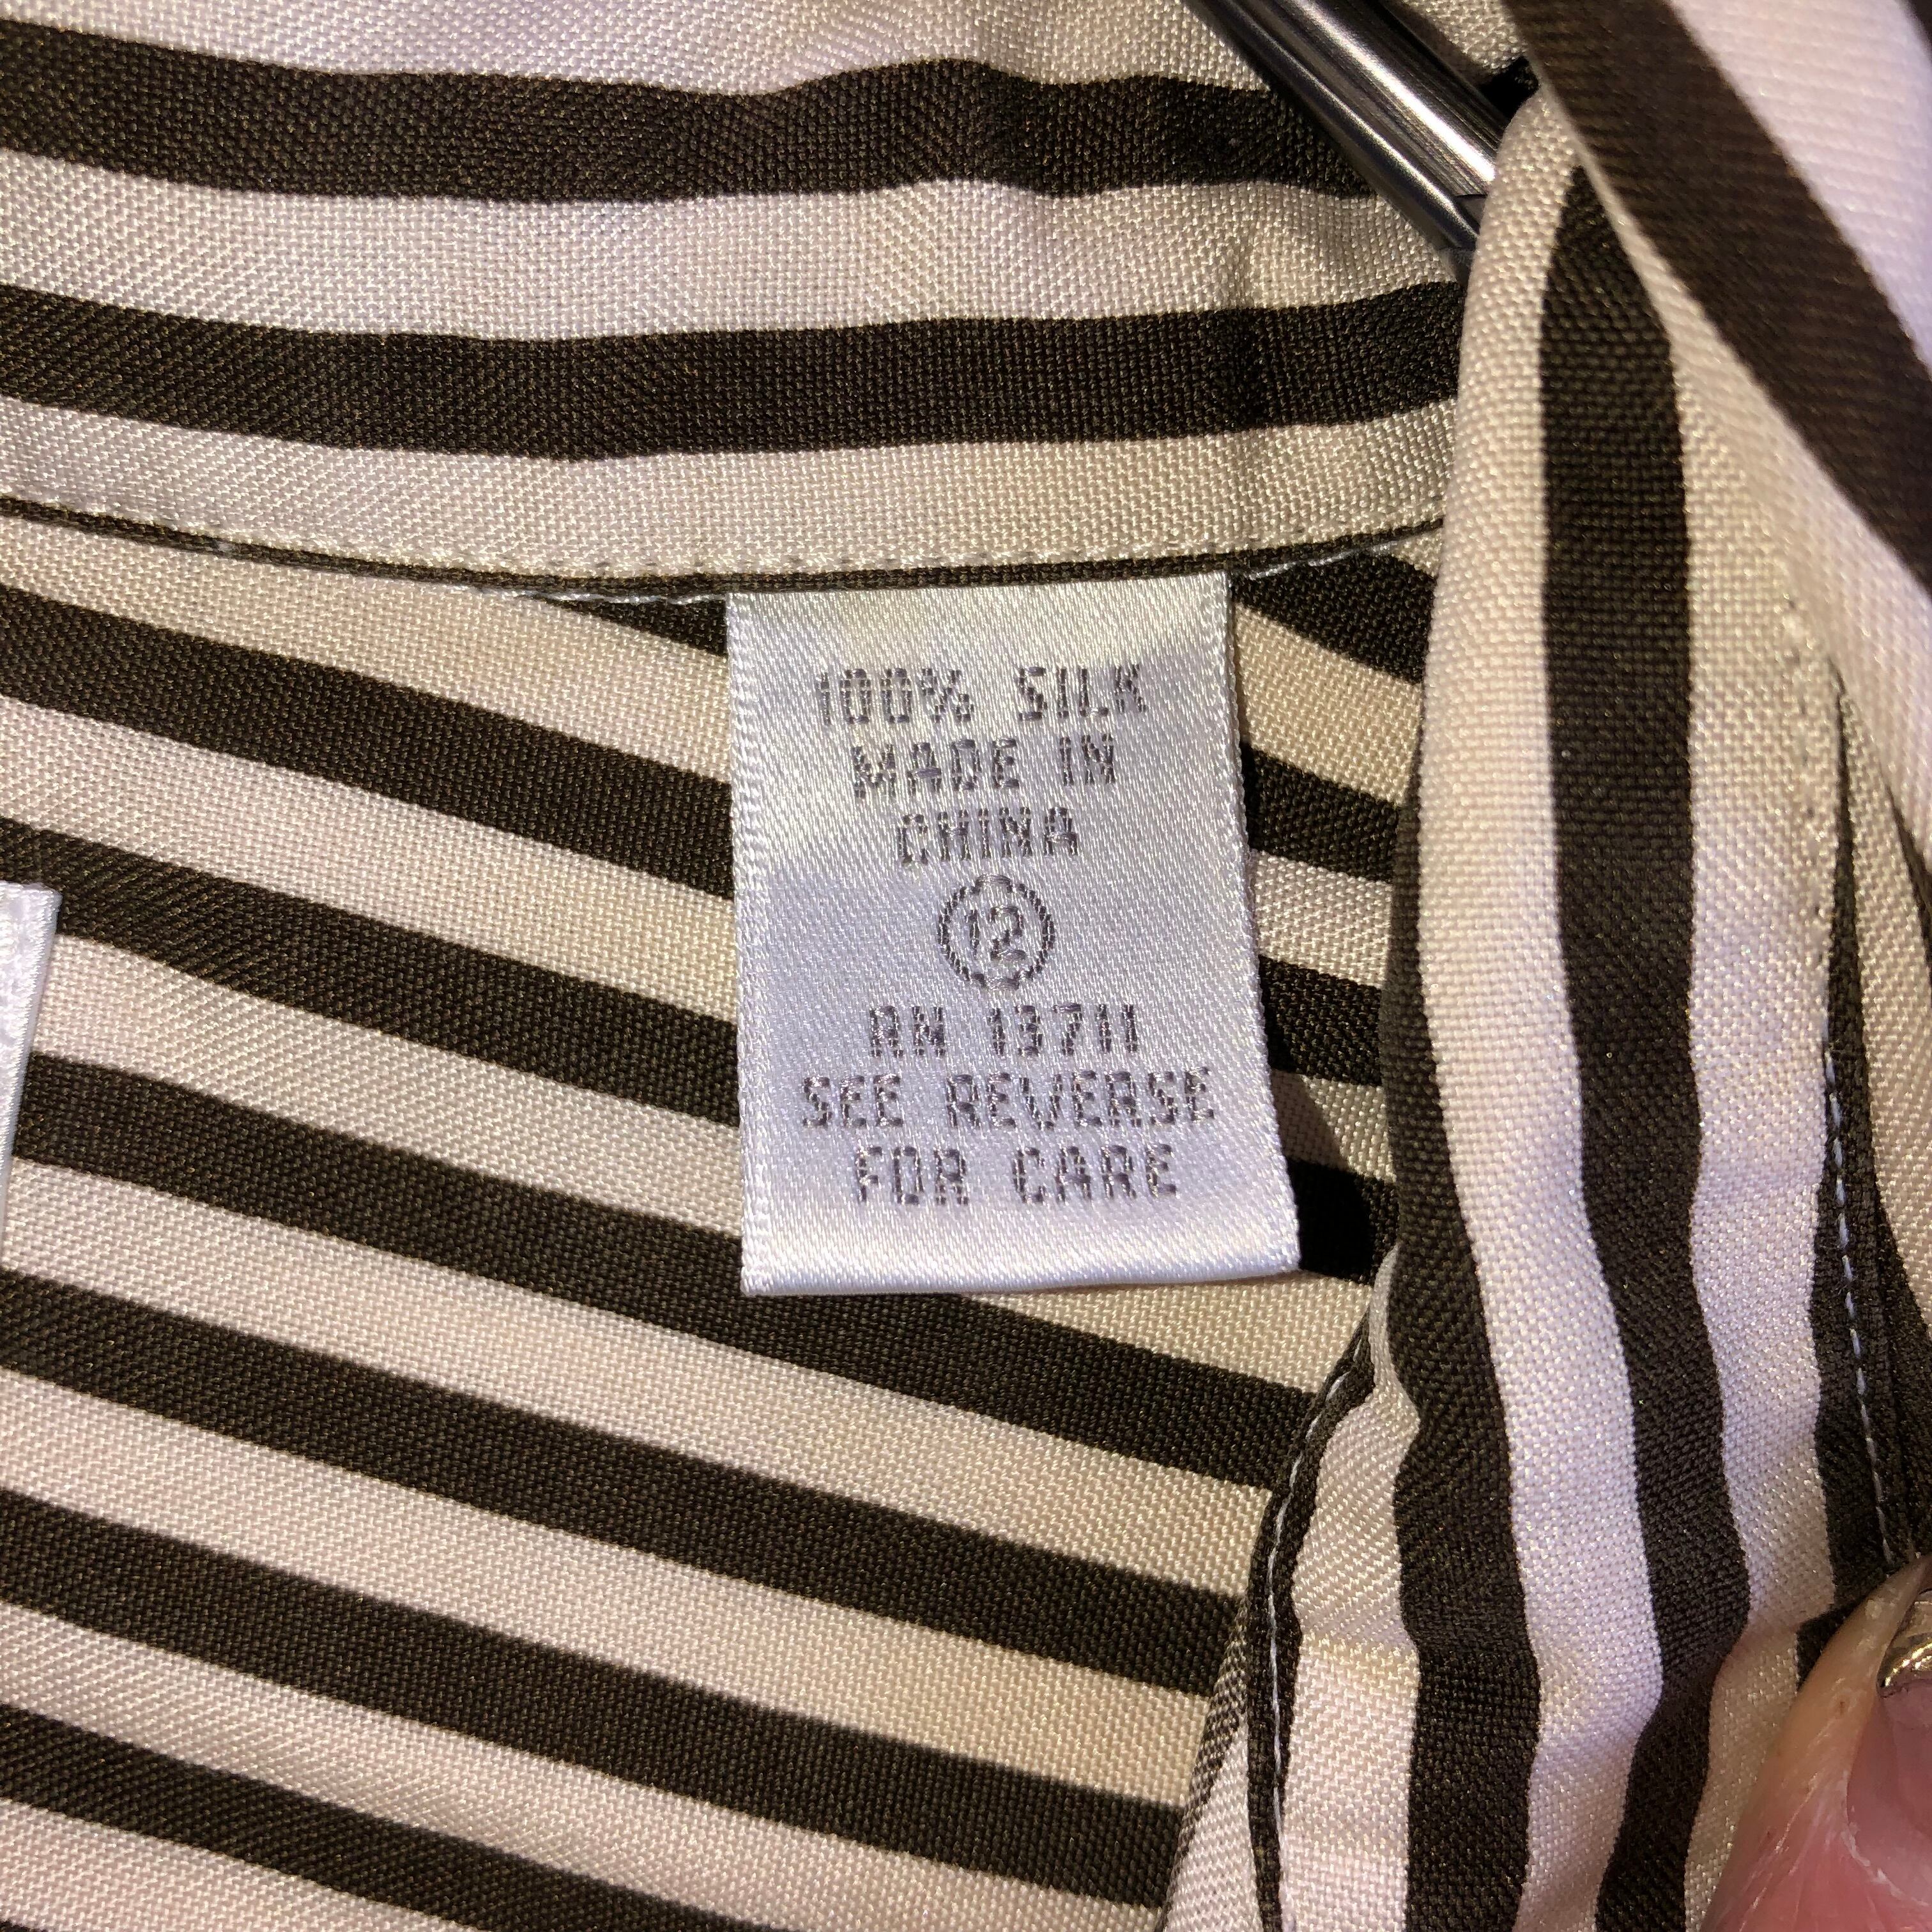 100% SILK
MADE IN
CHINA
12
RN 13711
SEE REVERSE
FOR CARE